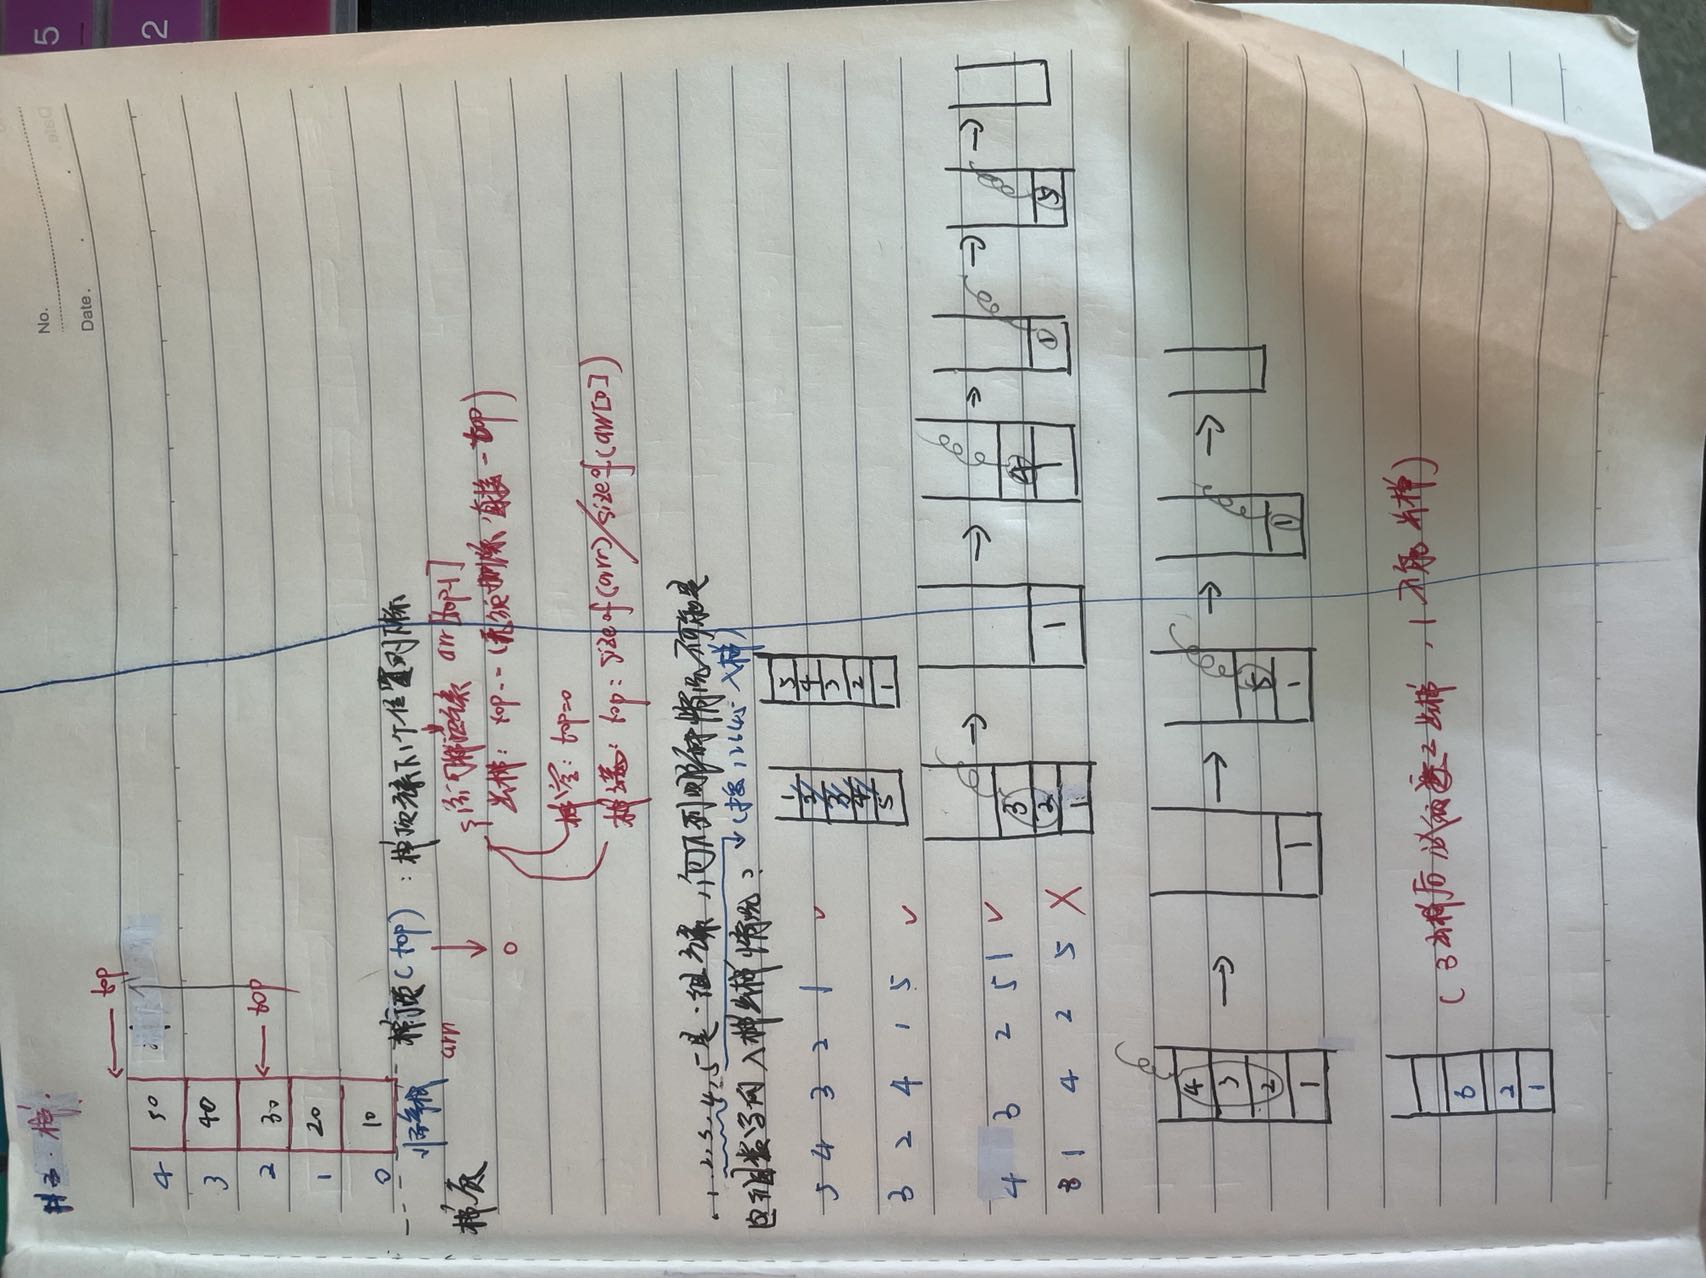 #3. 栈.
No.
Date.
5
2
← top
4 50
3 40
2 30 ← top
1 20
0 10
顺序栈 栈顶(top):栈顶元素下个位置的下标
arr
栈底
0
访问栈顶元素 arr[top-1]
出栈: top-- (无须删除,直接-top)
栈空: top=0
栈满: top: sizeof(arr)/sizeof(arr[0])
1.2.3.4.5是一组元素,问下列哪种情况不可能是
这组数字的入栈出栈情况?
(按12345入栈)
5 4 3 2 1 ✓
1 2 3 4 5
5 4 3 2 1
3 2 4 1 5 ✓
3 2 1 → 1 → 4 1 → 1 → 5 →
4 3 2 5 1 ✓
3 1 4 2 5 X
4 3 2 1 → 1 → 5 1 → 1 →
3 2 1
(3出栈后必须要2出栈,1不能出栈)